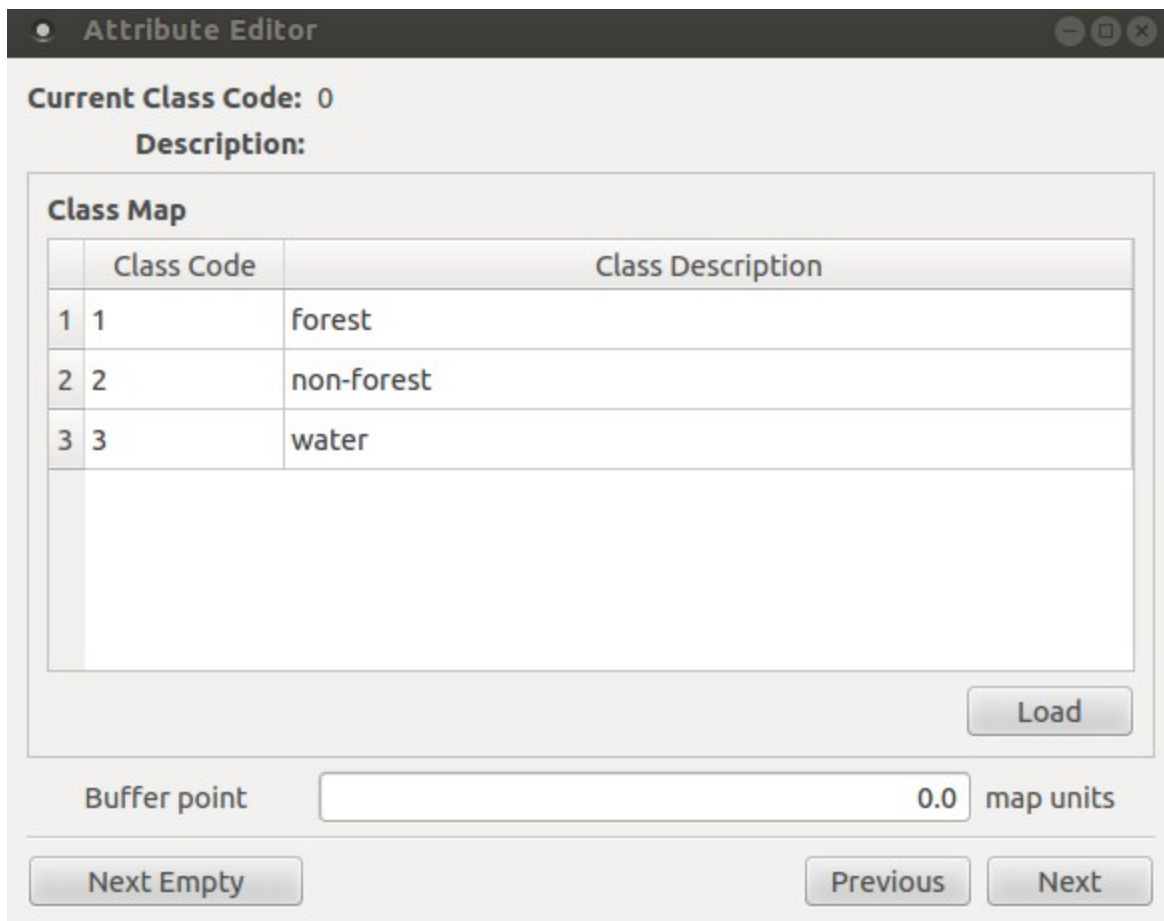 Attribute Editor
Current Class Code: 0
Description:
Class Map
Class Code Class Description
1 1 forest
2 2 non-forest
3 3 water
Load
Buffer point 0.0 map units
Next Empty Previous Next